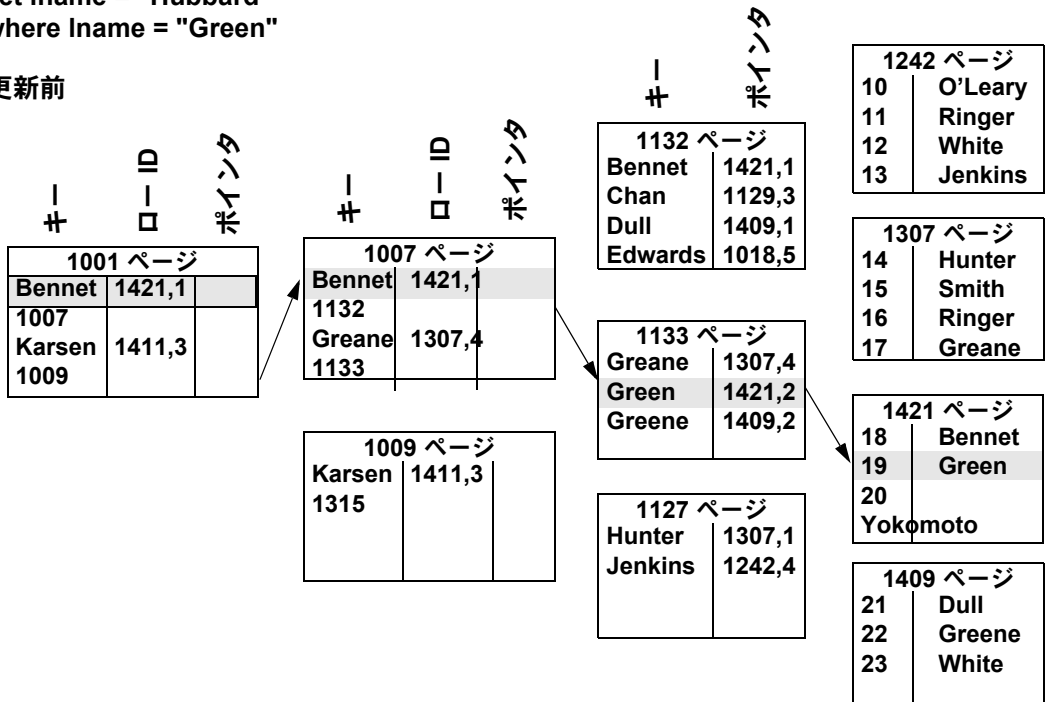 set lname = "Hubbard"
where lname = "Green"
更新前
キー
ロー ID
ポインタ
1001 ページ
Bennet 1421,1
1007
Karsen 1411,3
1009
キー
ロー ID
ポインタ
1007 ページ
Bennet 1421,1
1132
Greane 1307,4
1133
1009 ページ
Karsen 1411,3
1315
キー
ポインタ
1132 ページ
Bennet 1421,1
Chan 1129,3
Dull 1409,1
Edwards 1018,5
1133 ページ
Greane 1307,4
Green 1421,2
Greene 1409,2
1127 ページ
Hunter 1307,1
Jenkins 1242,4
1242 ページ
10 O'Leary
11 Ringer
12 White
13 Jenkins
1307 ページ
14 Hunter
15 Smith
16 Ringer
17 Greane
1421 ページ
18 Bennet
19 Green
20
Yokomoto
1409 ページ
21 Dull
22 Greene
23 White